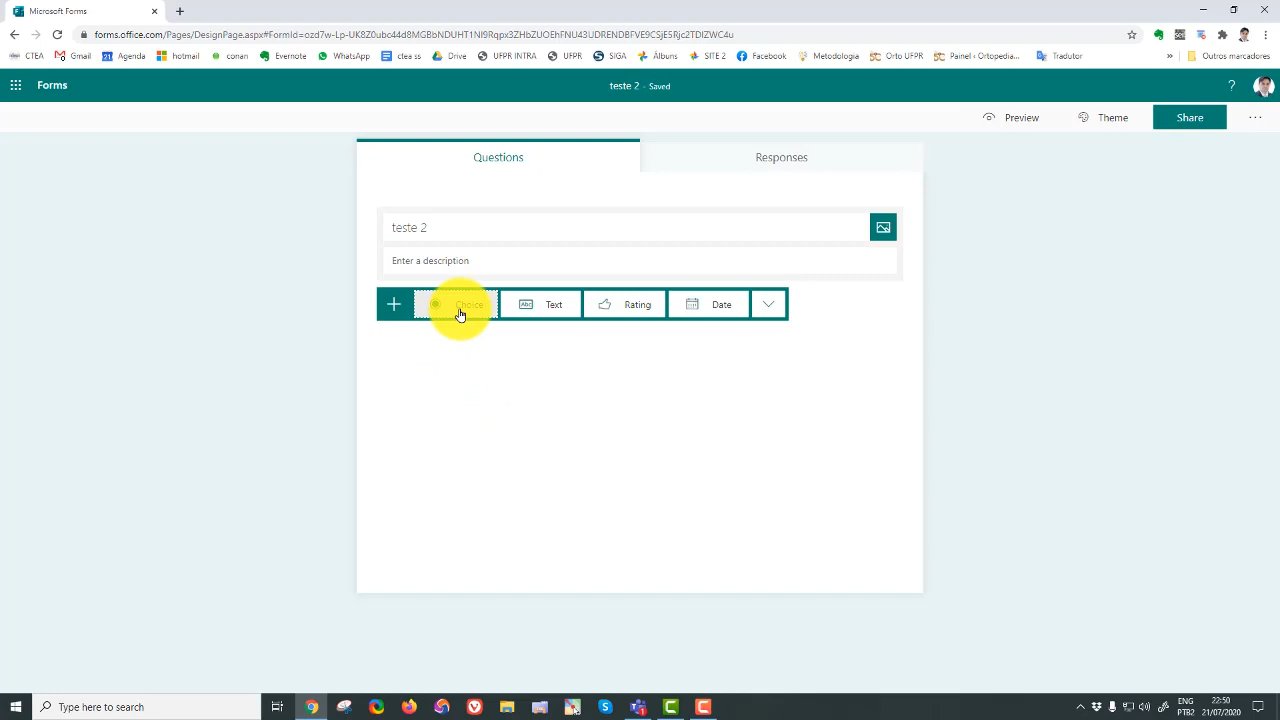 Microsoft Forms
forms.office.com/Pages/DesignPage.aspx#FormId=
CTEA Gmail Agenda hotmail conan Evernote WhatsApp ctea ss Drive UFPR INTRA UFPR SIGA Álbuns SITE 2 Facebook Metodologia Orto UFPR Painel ‹ Ortopedia... Tradutor » Outros marcadores
Forms teste 2 - Saved ?
Preview Theme Share ...
Questions Responses
teste 2
Enter a description
+ Choice Abc Text Rating Date
Type here to search
ENG 22:50
PTB2 21/07/2020